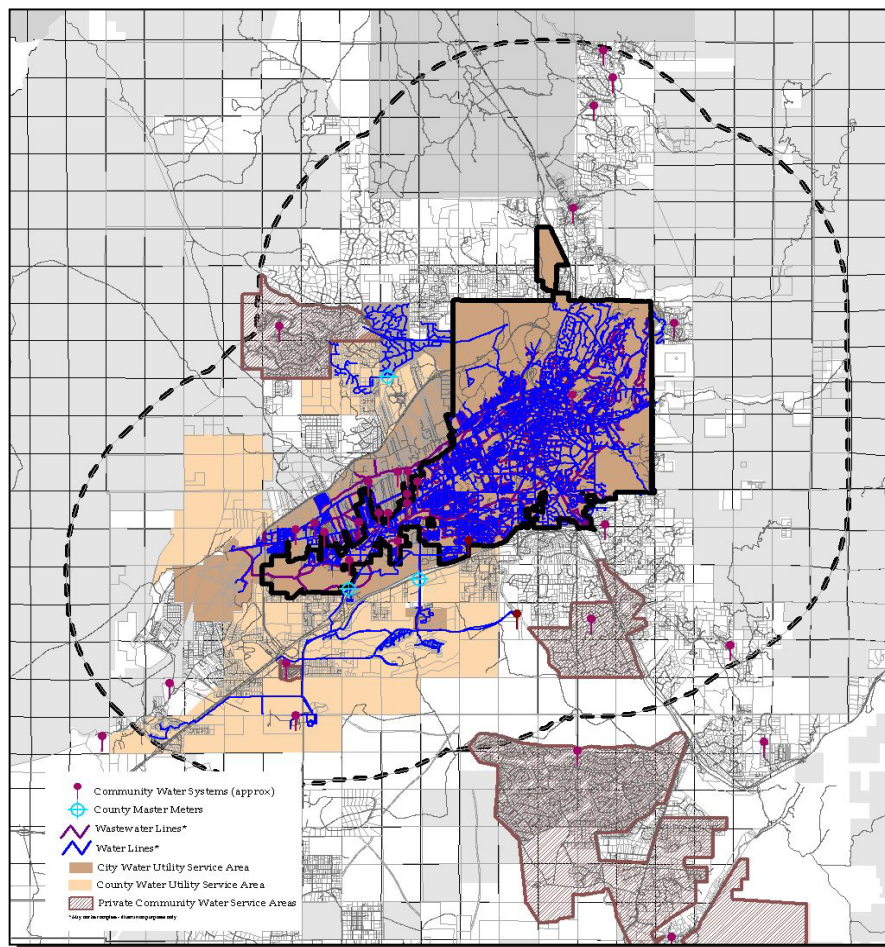 Community Water Systems (approx)
County Master Meters
Wastewater Lines*
Water Lines*
City Water Utility Service Area
County Water Utility Service Area
Private Community Water Service Areas